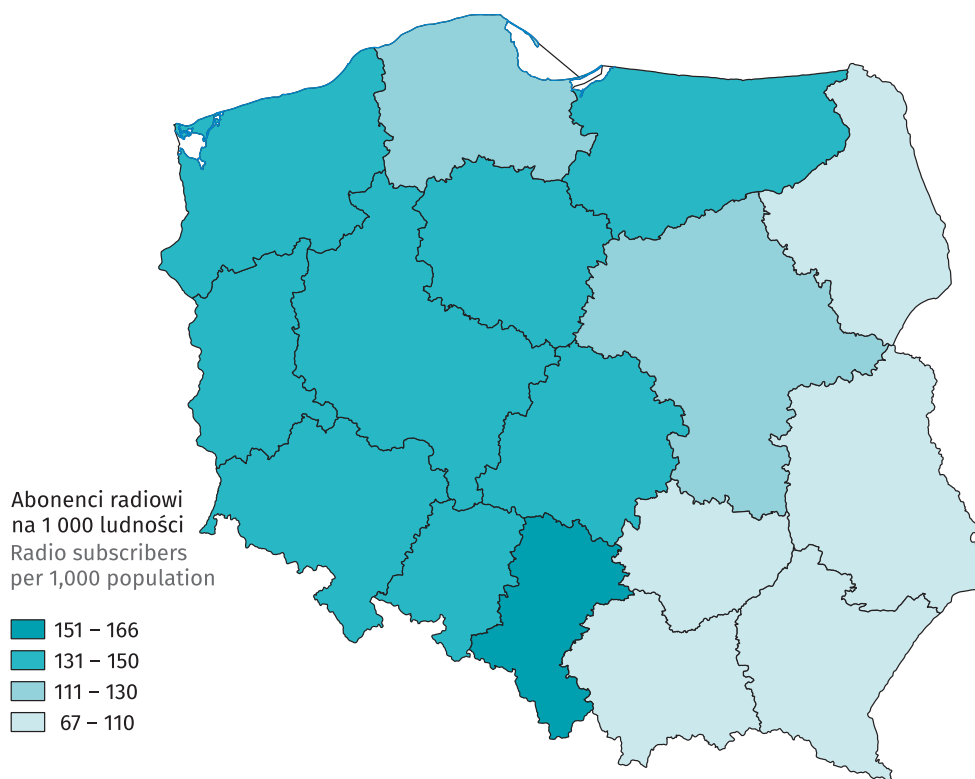 Abonenci radiowi
na 1 000 ludności
Radio subscribers
per 1,000 population
151 – 166
131 – 150
111 – 130
67 – 110